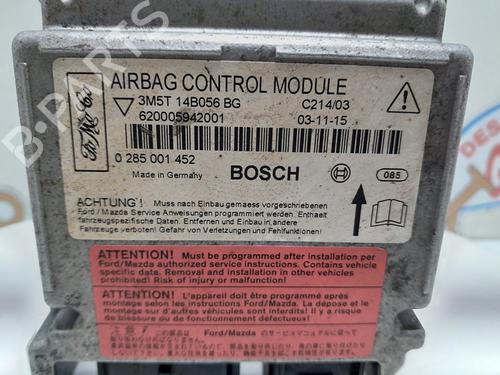 AIRBAG CONTROL MODULE
3M5T 14B056 BG C214/03
620005942001 03-11-15
0 285 001 452 BOSCH
Made in Germany 085
ACHTUNG! Muss nach Einbau gemaess vorgeschriebenen
Ford/Mazda Service Anweisungen programmiert werden. Enthaelt
fahrzeugspezifische Daten. Entfernen und Einbau in andere
Fahrzeuge verboten! Gefahr von Verletzungen und Fehlfunktionen!
ATTENTION! Must be programmed after installation per
Ford/Mazda authorized service instructions. Contains vehicle
specific data. Removal and installation in other vehicles
prohibited! Risk of injury or malfunction!
ATTENTION! L'appareil doit être programmé après
montage selon les instructions Ford/Mazda. La dépose et le
montage sur d'autres véhicules sont interdits! Il y a risque
de blessure ou de fonctionnement défectueux!
Ford/Mazda